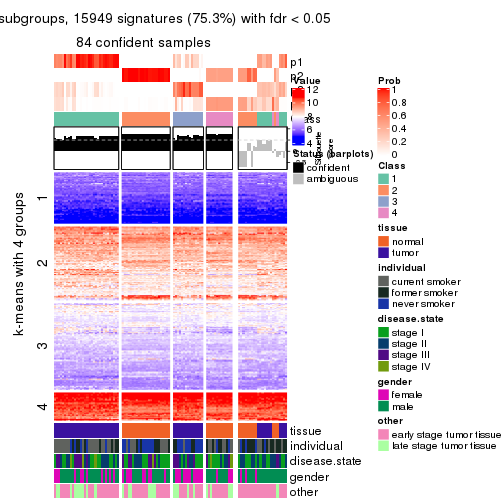 subgroups, 15949 signatures (75.3%) with fdr < 0.05
84 confident samples
p1
p2
Value
12
10
8
6
4
Prob
1
0.8
0.6
0.4
0.2
0
Silhouette
score
Status (barplots)
confident
ambiguous
Class
1
2
3
4
tissue
normal
tumor
individual
current smoker
former smoker
never smoker
disease.state
stage I
stage II
stage III
stage IV
gender
female
male
other
early stage tumor tissue
late stage tumor tissue
k-means with 4 groups
1
2
3
4
tissue
individual
disease.state
gender
other